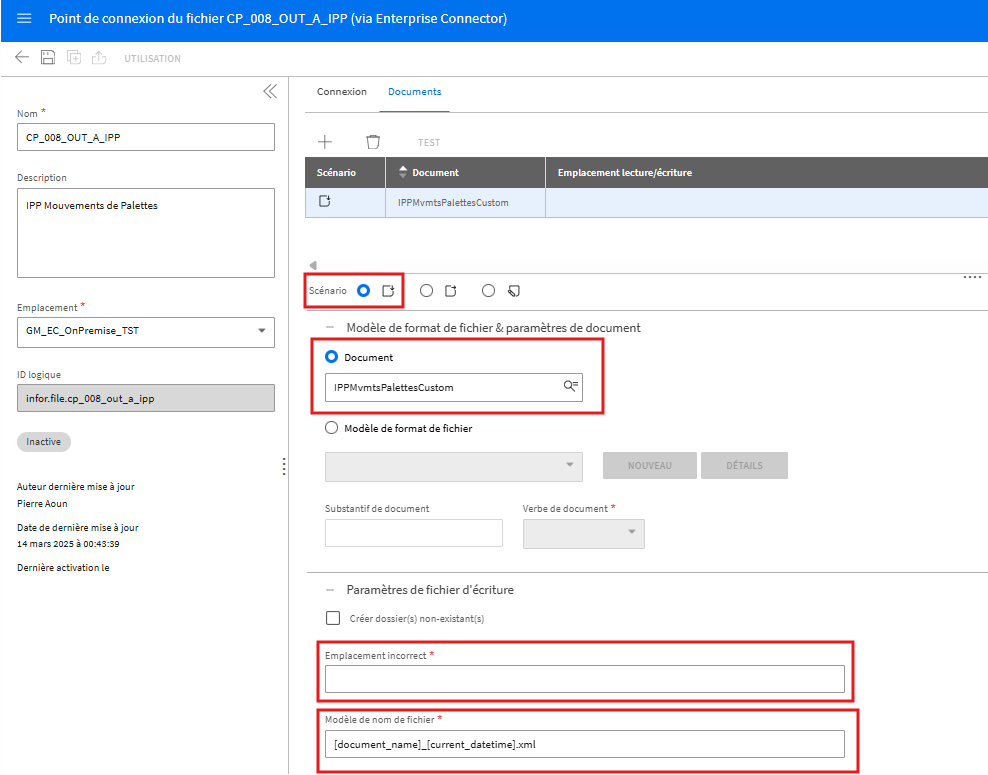 Point de connexion du fichier CP_008_OUT_A_IPP (via Enterprise Connector)
UTILISATION
Nom *
CP_008_OUT_A_IPP
Description
IPP Mouvements de Palettes
Emplacement *
GM_EC_OnPremise_TST
ID logique
infor.file.cp_008_out_a_ipp
Inactive
Auteur dernière mise à jour
Pierre Aoun
Date de dernière mise à jour
14 mars 2025 à 00:43:39
Dernière activation le
Connexion Documents
TEST
Scénario Document Emplacement lecture/écriture
IPPMvmtsPalettesCustom
Scénario
Modèle de format de fichier & paramètres de document
Document
IPPMvmtsPalettesCustom
Modèle de format de fichier
NOUVEAU DÉTAILS
Substantif de document Verbe de document *
Paramètres de fichier d'écriture
Créer dossier(s) non-existant(s)
Emplacement incorrect *
Modèle de nom de fichier *
[document_name]_[current_datetime].xml